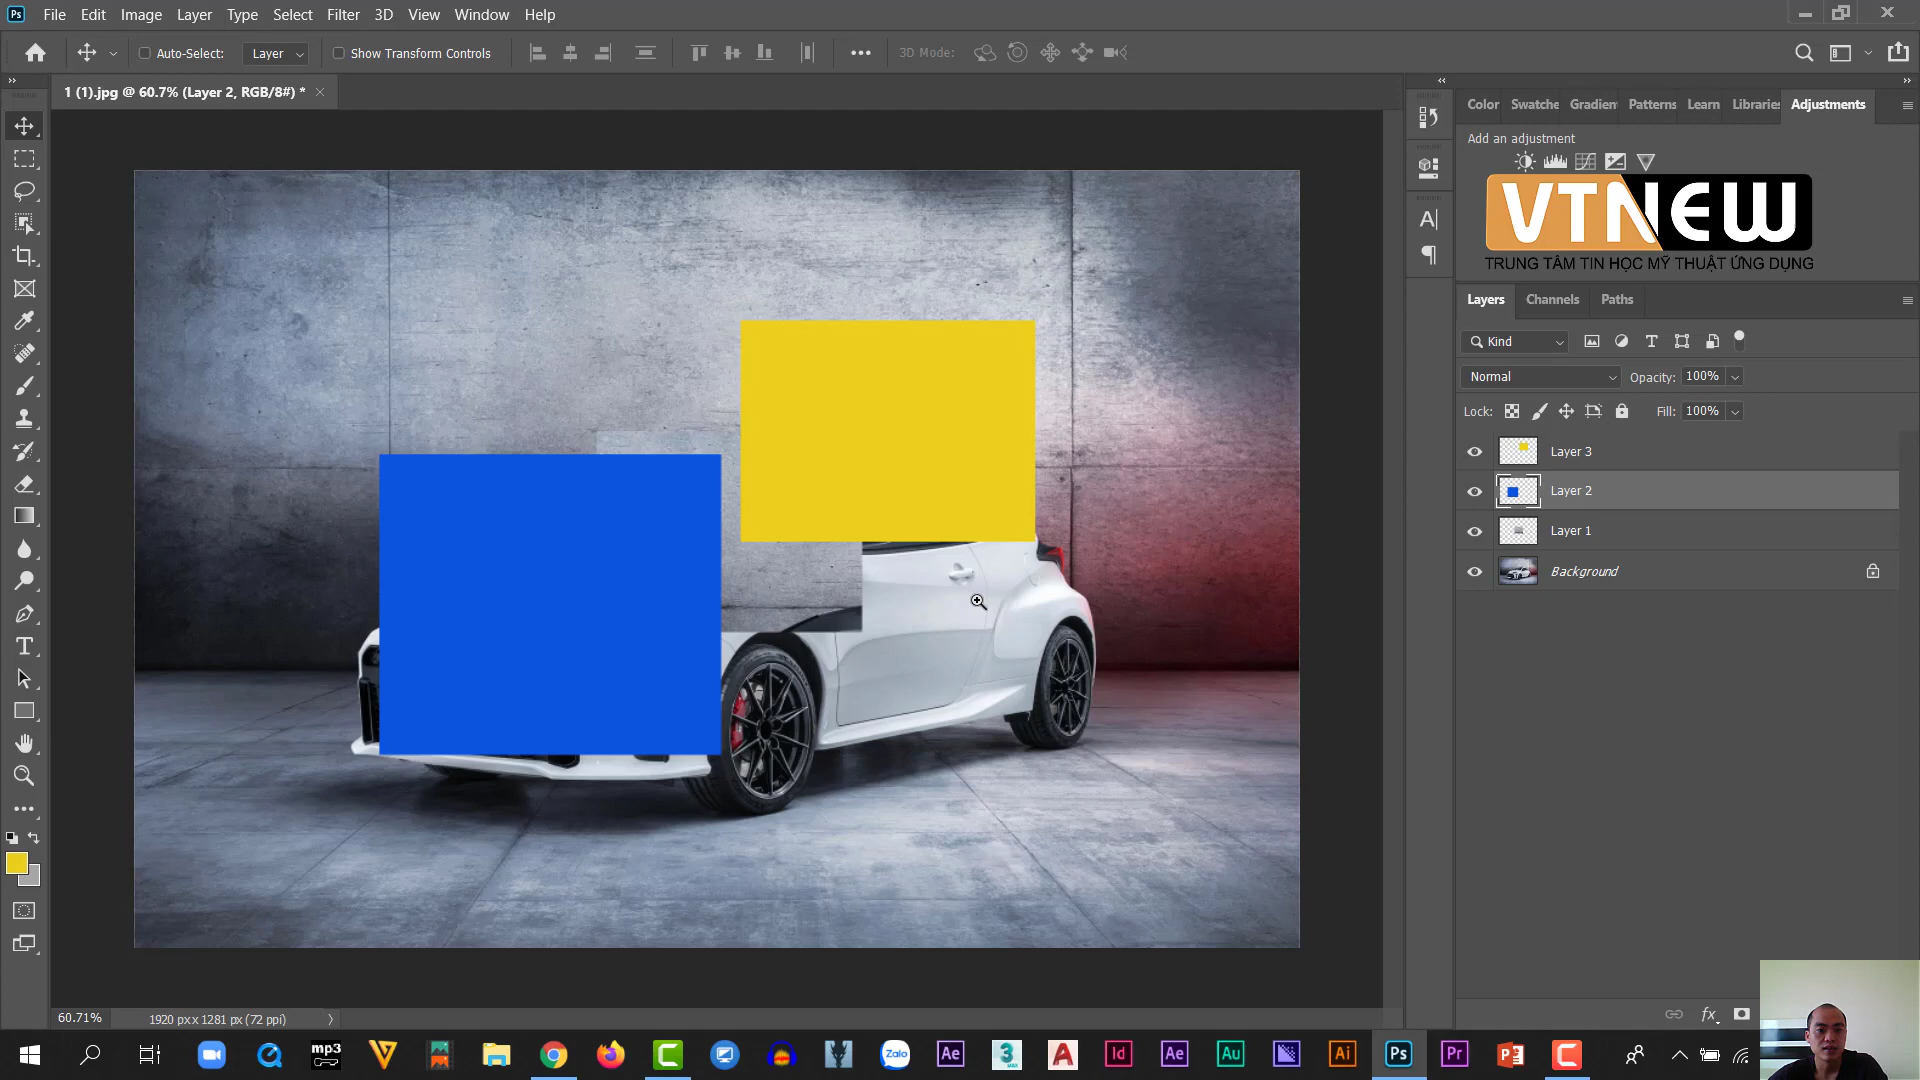 Ps File Edit Image Layer Type Select Filter 3D View Window Help
Auto-Select: Layer Show Transform Controls 3D Mode:
1 (1).jpg @ 60.7% (Layer 2, RGB/8#) *
Color Swatche Gradien Patterns Learn Libraries Adjustments
Add an adjustment
VTNEW
TRUNG TÂM TIN HỌC MỸ THUẬT ỨNG DỤNG
Layers Channels Paths
Kind
Normal Opacity: 100%
Lock: Fill: 100%
Layer 3
Layer 2
Layer 1
Background
fx
60.71% 1920 px x 1281 px (72 ppi)
mp3 Zalo Ae 3 MAX A Id Ae Au Ai Ps Pr P